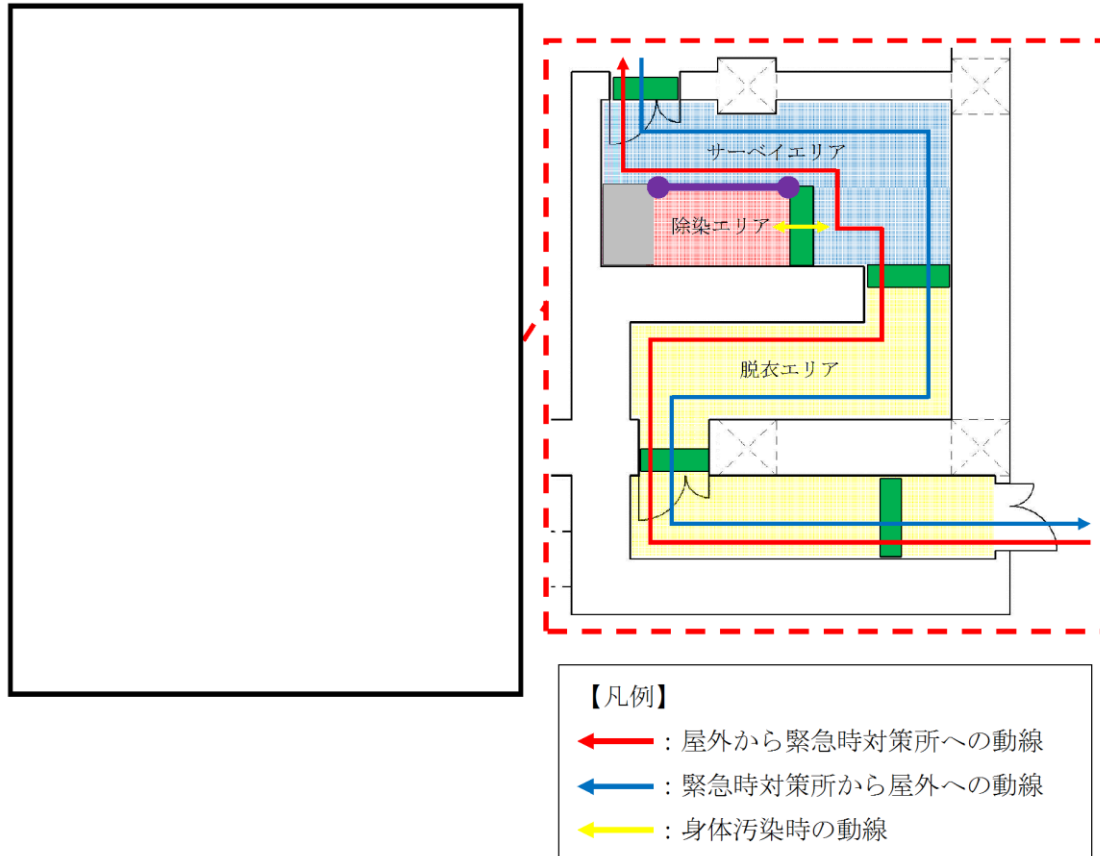 サーベイエリア
除染エリア
脱衣エリア
【凡例】
：屋外から緊急時対策所への動線
：緊急時対策所から屋外への動線
：身体汚染時の動線